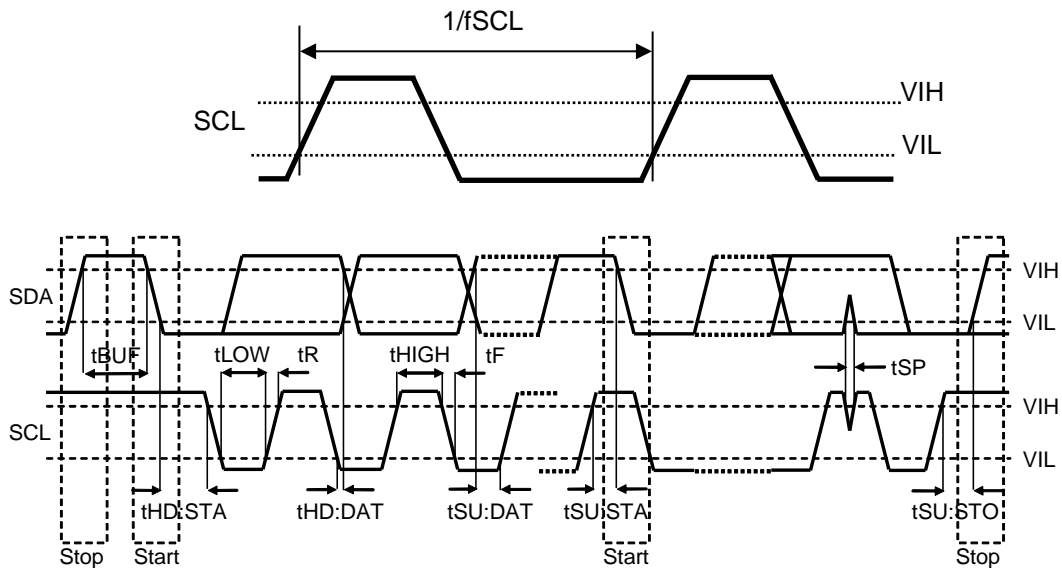 1/fSCL
VIH
SCL
VIL
VIH
SDA
VIL
tBUF tLOW tR tHIGH tF
tSP
VIH
SCL
VIL
tHD:STA tHD:DAT tSU:DAT tSU:STA tSU:STO
Stop Start Start Stop